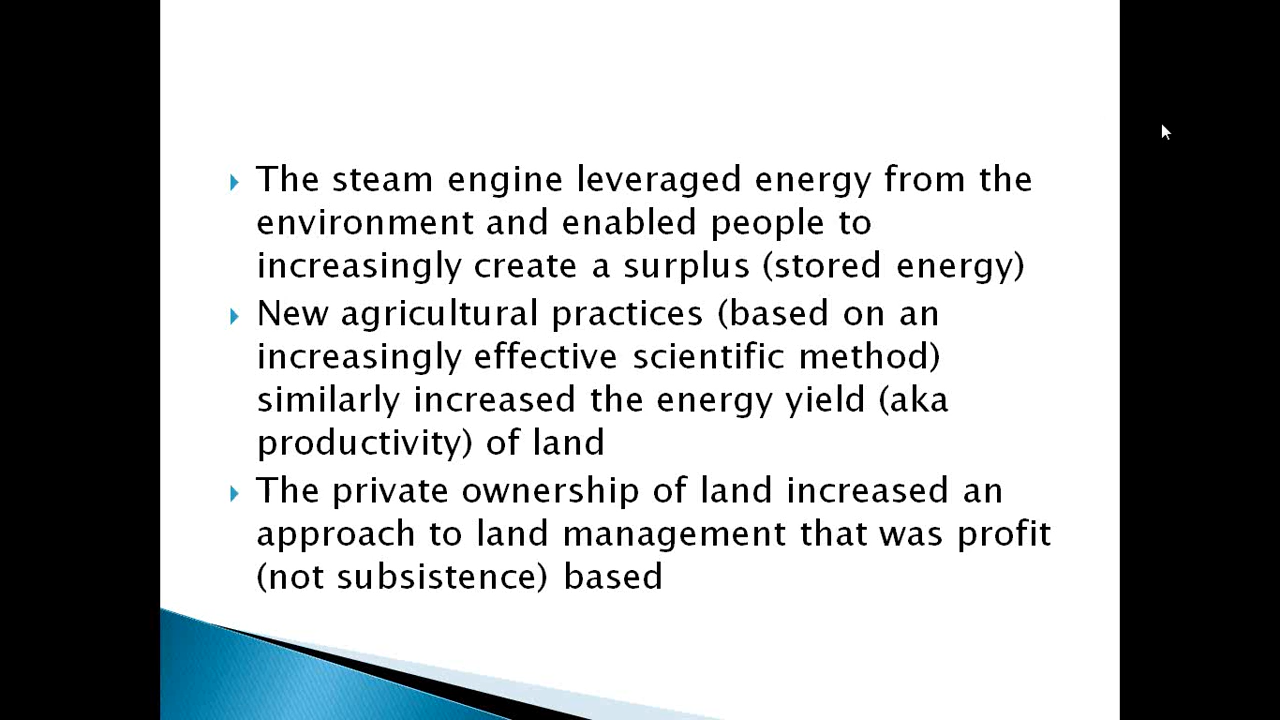 The steam engine leveraged energy from the
environment and enabled people to
increasingly create a surplus (stored energy)
New agricultural practices (based on an
increasingly effective scientific method)
similarly increased the energy yield (aka
productivity) of land
The private ownership of land increased an
approach to land management that was profit
(not subsistence) based